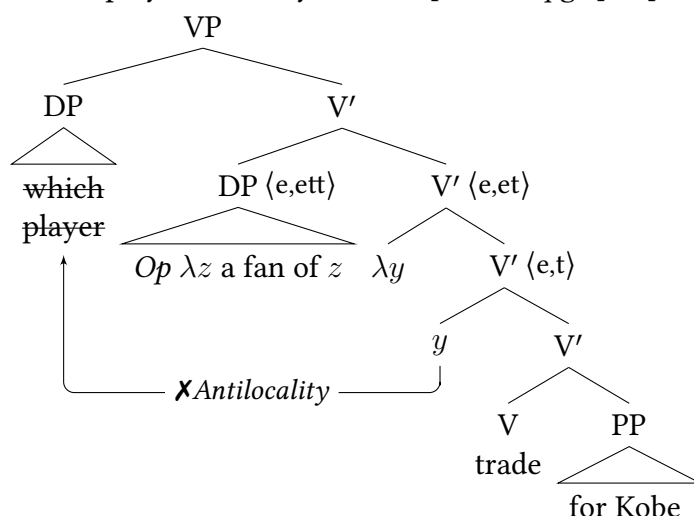 VP
DP V′
which
player
DP ⟨e,ett⟩ V′ ⟨e,et⟩
Op λz a fan of z λy V′ ⟨e,t⟩
y V′
✗Antilocality
V PP
trade
for Kobe